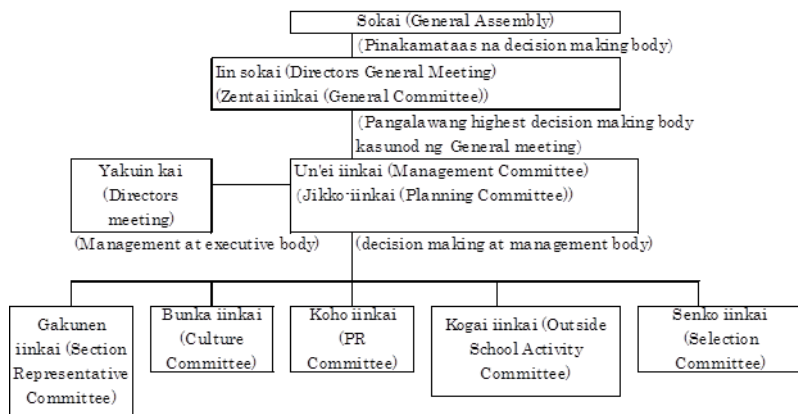 Sokai (General Assembly)
(Pinakamataas na decision making body)
Iin sokai (Directors General Meeting)
(Zentai iinkai (General Committee))
(Pangalawang highest decision making body
kasunod ng General meeting)
Yakuin kai
(Directors
meeting)
Un'ei iinkai (Management Committee)
(Jikko-iinkai (Planning Committee))
(Management at executive body)
(decision making at management body)
Gakunen
iinkai (Section
Representative
Committee)
Bunka iinkai
(Culture
Committee)
Koho iinkai
(PR
Committee)
Kogai iinkai (Outside
School Activity
Committee)
Senko iinkai
(Selection
Committee)